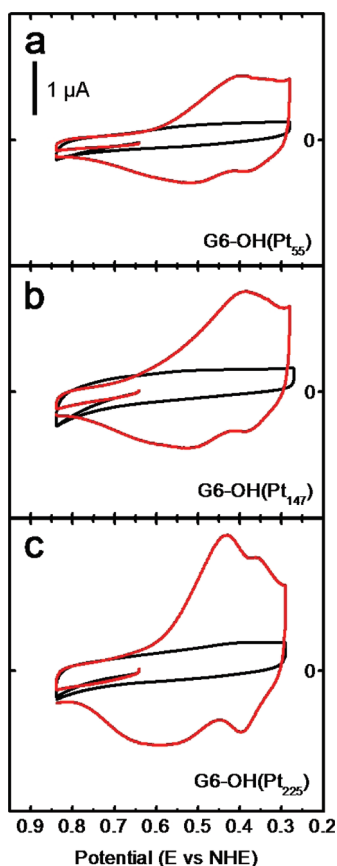 a
1 µA
0
G6-OH(Pt55)
b
0
G6-OH(Pt147)
c
0
G6-OH(Pt225)
0.9 0.8 0.7 0.6 0.5 0.4 0.3 0.2
Potential (E vs NHE)